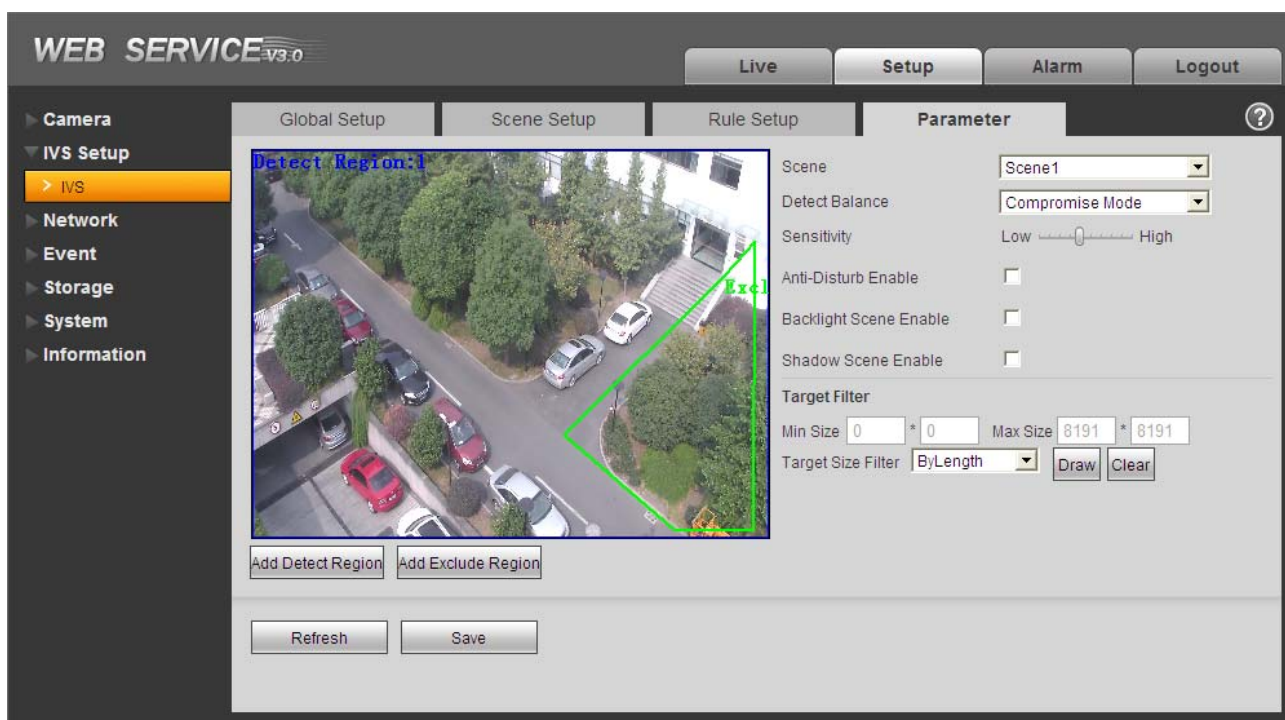 WEB SERVICE V3.0
Live Setup Alarm Logout
Camera
IVS Setup
> IVS
Network
Event
Storage
System
Information
Global Setup Scene Setup Rule Setup Parameter ?
Detect Region:1
Excl
Scene Scene1
Detect Balance Compromise Mode
Sensitivity Low High
Anti-Disturb Enable
Backlight Scene Enable
Shadow Scene Enable
Target Filter
Min Size 0 * 0 Max Size 8191 * 8191
Target Size Filter ByLength Draw Clear
Add Detect Region Add Exclude Region
Refresh Save